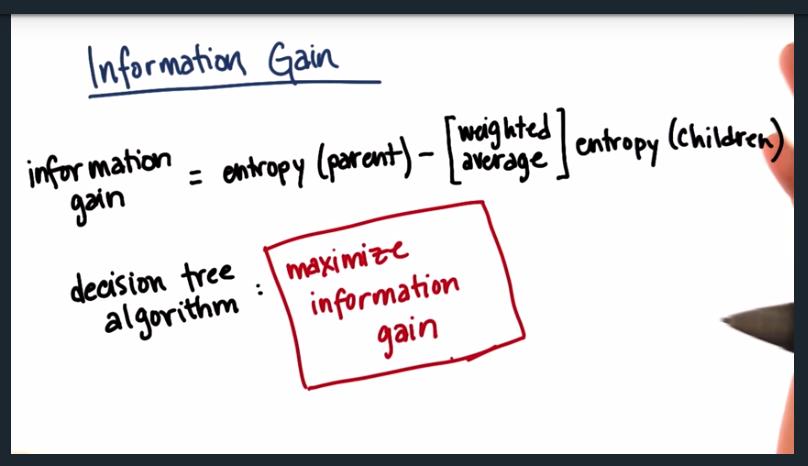 Information Gain
information gain = entropy (parent) - [weighted average] entropy (children)
decision tree algorithm :
maximize
information
gain